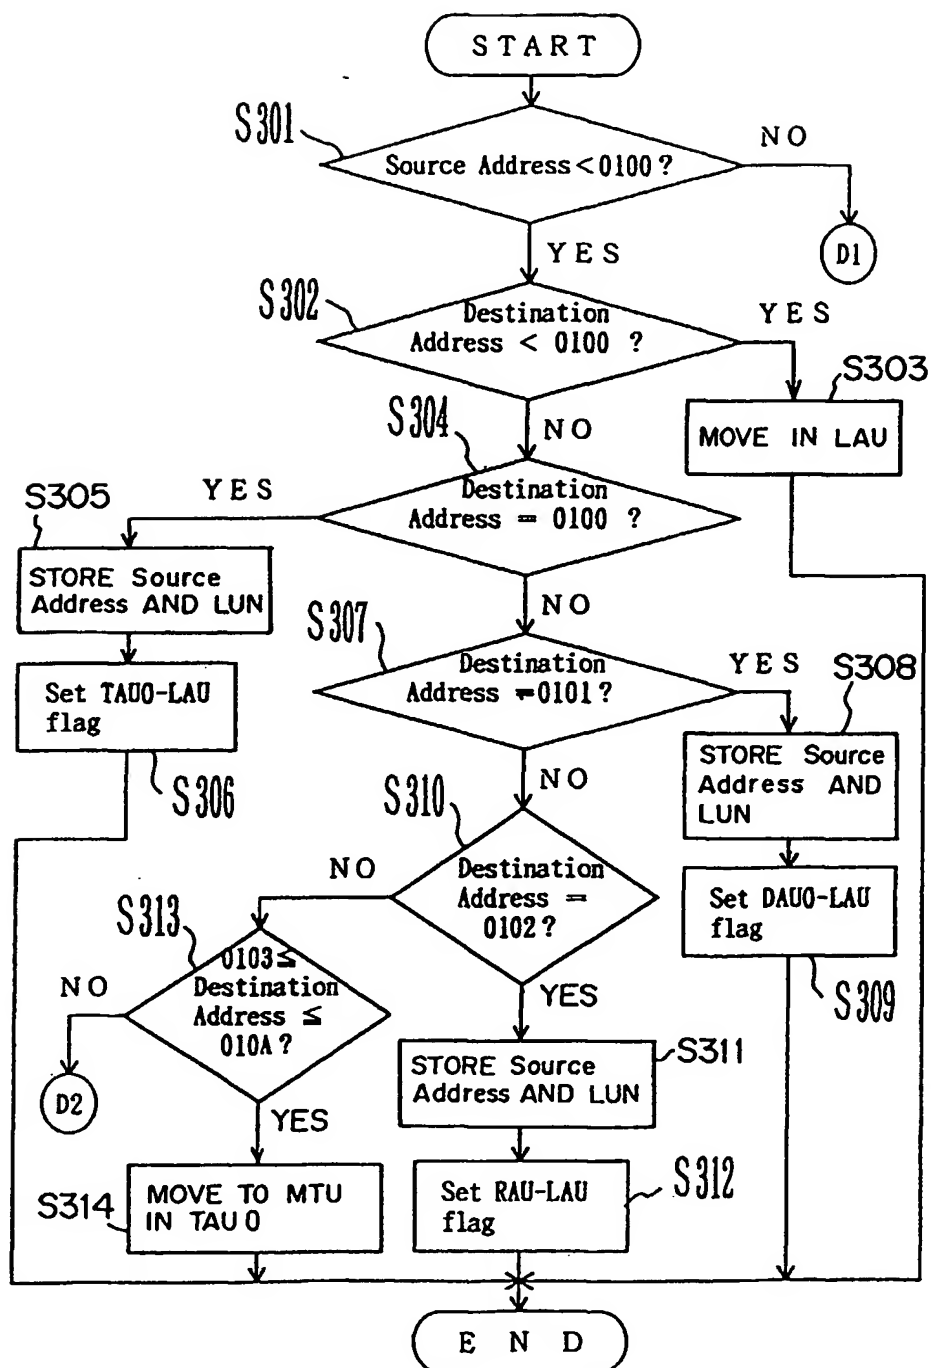 START
S301
Source Address<0100?
NO
D1
YES
S302
Destination
Address < 0100 ?
YES
S303
MOVE IN LAU
NO
S304
Destination
Address = 0100 ?
YES
S305
STORE Source
Address AND LUN
Set TAU0-LAU
flag
S306
NO
S307
Destination
Address =0101?
YES
S308
STORE Source
Address AND
LUN
Set DAU0-LAU
flag
S309
NO
S310
Destination
Address =
0102?
NO
S313
0103≦
Destination
Address ≦
010A?
NO
D2
YES
S314
MOVE TO MTU
IN TAU0
YES
S311
STORE Source
Address AND LUN
Set RAU-LAU
flag
S312
END